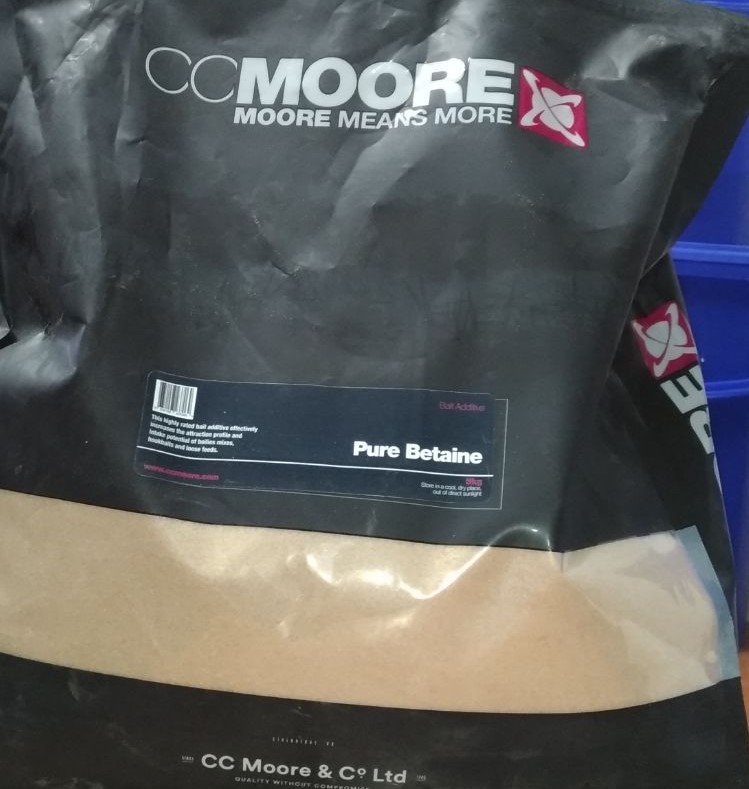 CCMOORE
MOORE MEANS MORE
Bait Additive
This highly rated bait additive effectively
increases the attraction profile and
intake potential of boilies mixes,
hookbaits and loose feeds.
Pure Betaine
www.ccmoore.com
Store in a cool, dry place,
out of direct sunlight
CC Moore & Cº Ltd
QUALITY WITHOUT COMPROMISE